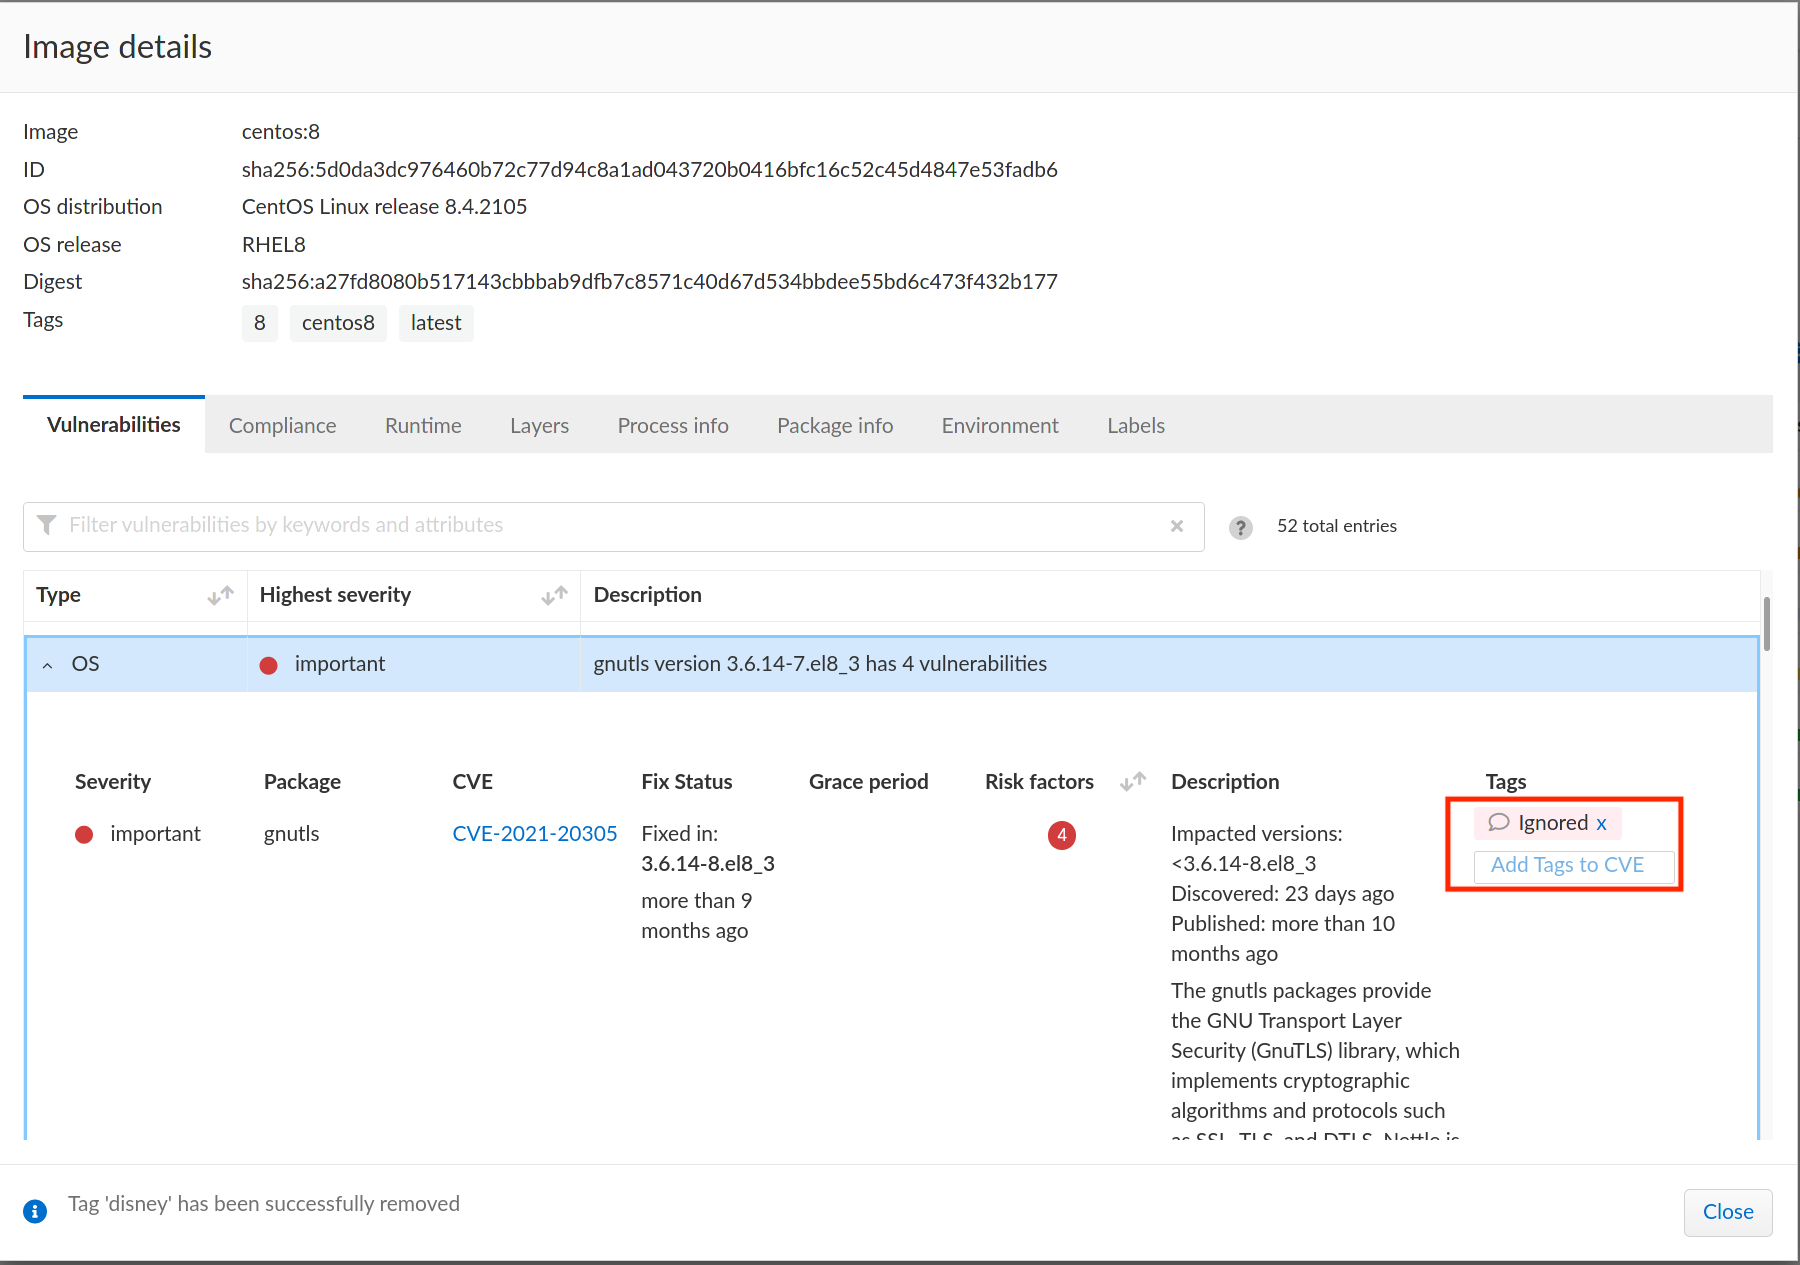 Image details
Image centos:8
ID sha256:5d0da3dc976460b72c77d94c8a1ad043720b0416bfc16c52c45d4847e53fadb6
OS distribution CentOS Linux release 8.4.2105
OS release RHEL8
Digest sha256:a27fd8080b517143cbbbab9dfb7c8571c40d67d534bbdee55bd6c473f432b177
Tags 8 centos8 latest
Vulnerabilities Compliance Runtime Layers Process info Package info Environment Labels
Filter vulnerabilities by keywords and attributes × ? 52 total entries
Type Highest severity Description
OS important gnutls version 3.6.14-7.el8_3 has 4 vulnerabilities
Severity Package CVE Fix Status Grace period Risk factors Description Tags
important gnutls CVE-2021-20305 Fixed in: 4 Impacted versions: Ignored x
3.6.14-8.el8_3 <3.6.14-8.el8_3 Add Tags to CVE
more than 9 Discovered: 23 days ago
months ago Published: more than 10
months ago
The gnutls packages provide
the GNU Transport Layer
Security (GnuTLS) library, which
implements cryptographic
algorithms and protocols such
as SSL, TLS, and DTLS. Nettle is
Tag 'disney' has been successfully removed
Close